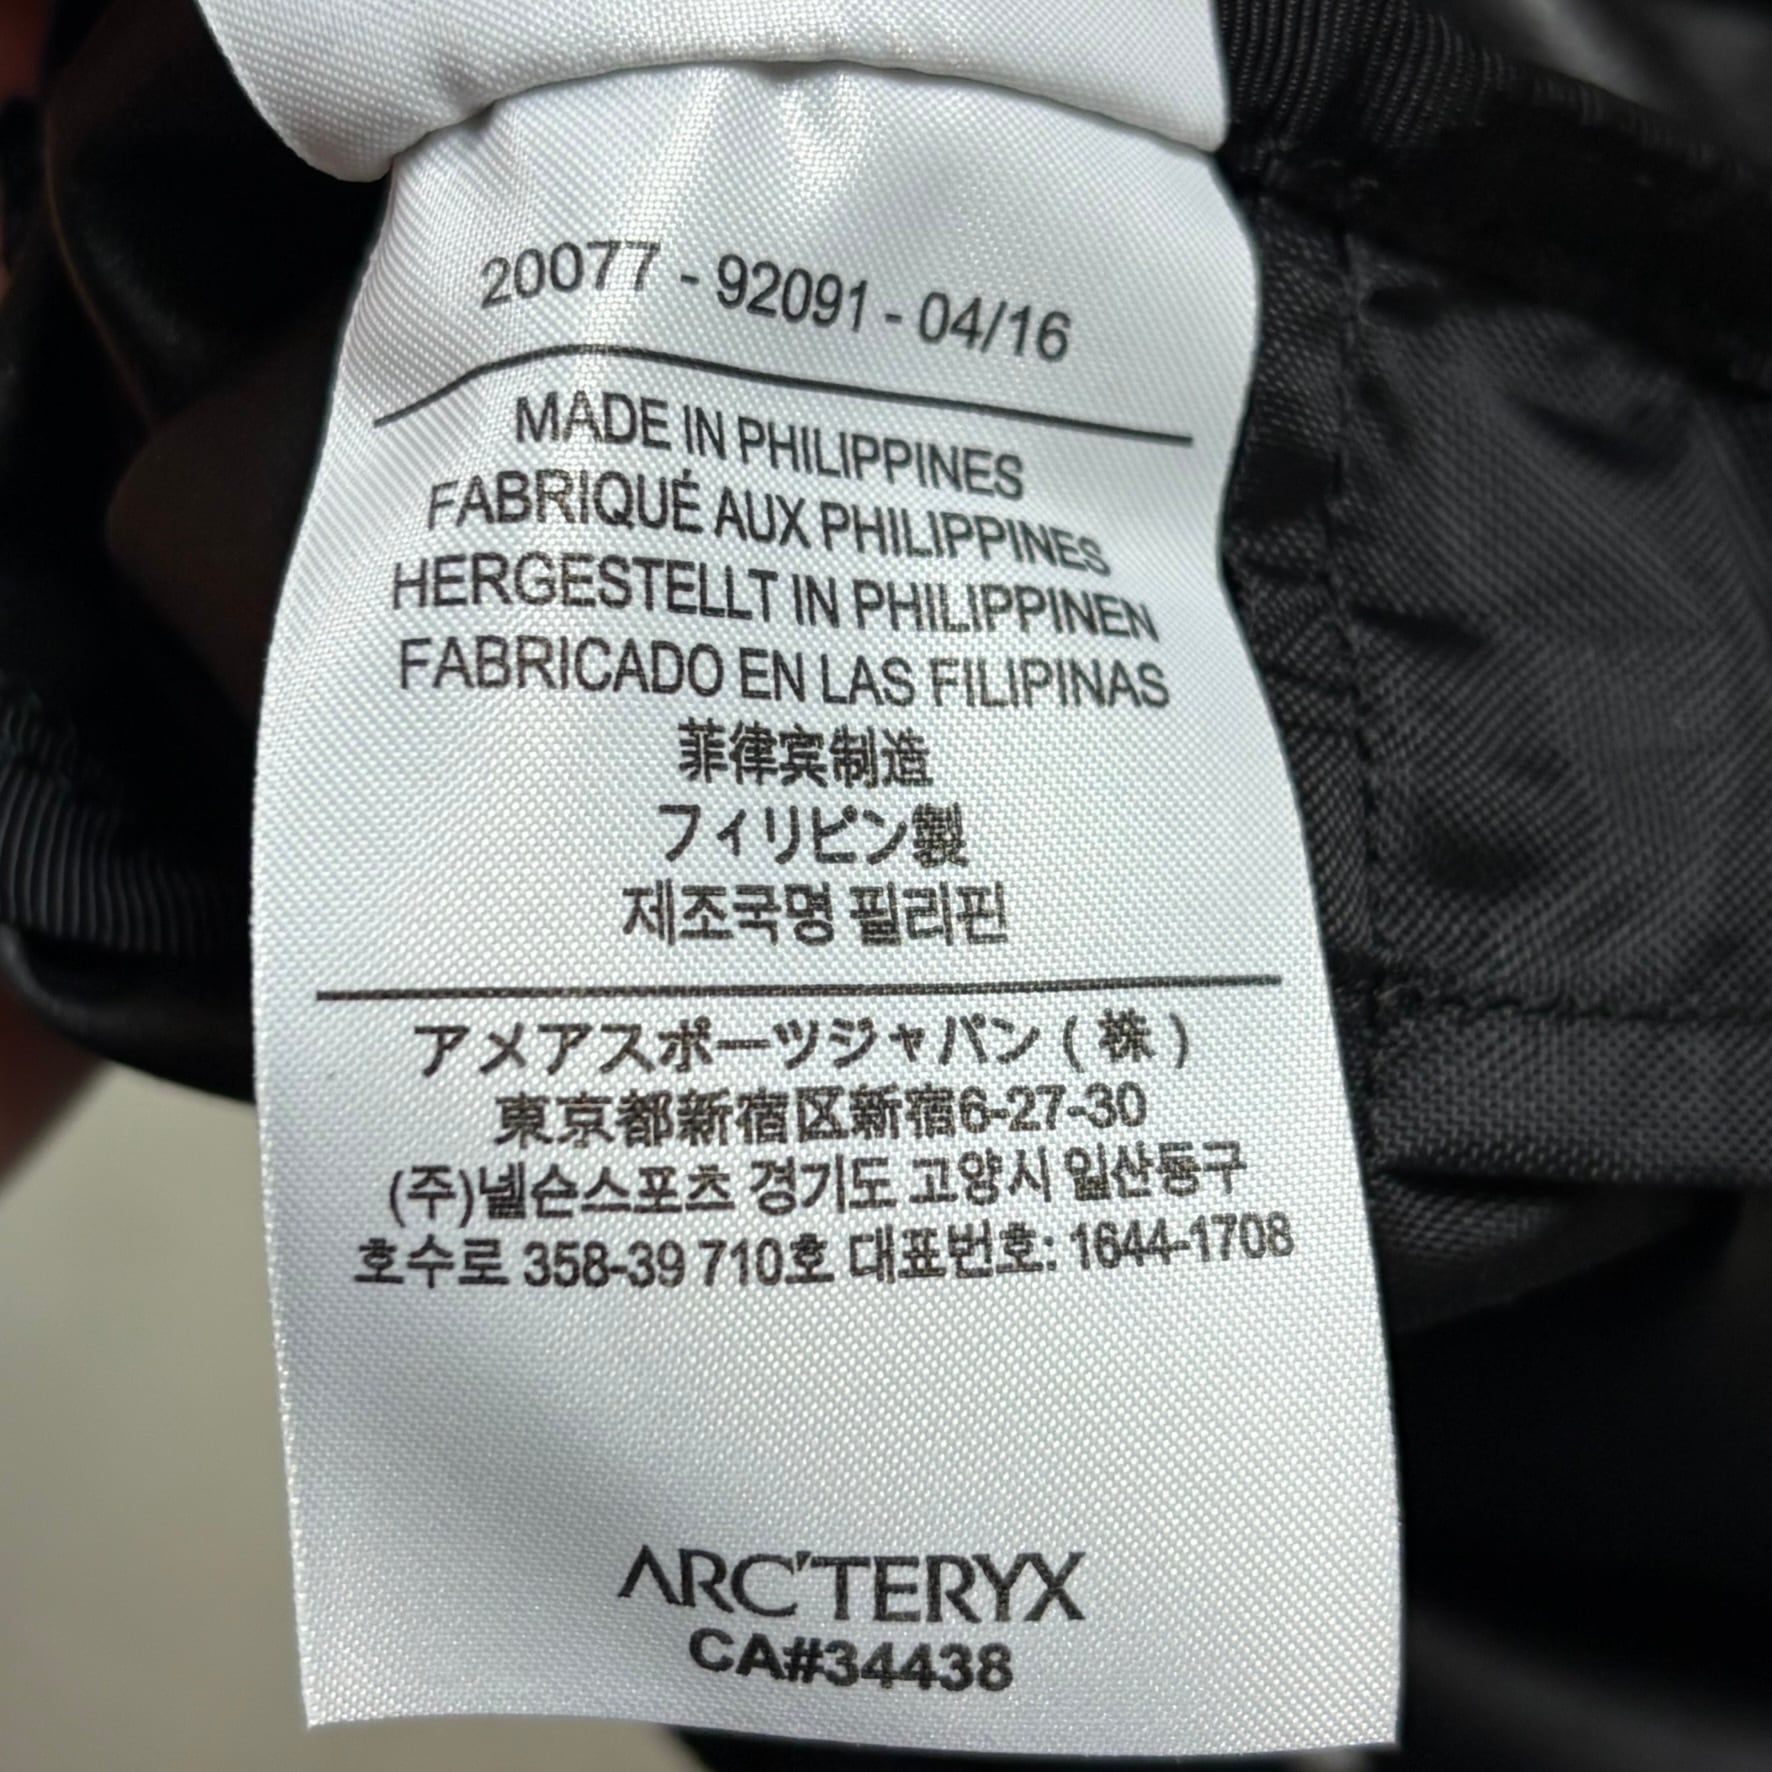 20077 - 92091 - 04/16
MADE IN PHILIPPINES
FABRIQUÉ AUX PHILIPPINES
HERGESTELLT IN PHILIPPINEN
FABRICADO EN LAS FILIPINAS
菲律宾制造
フィリピン製
제조국명 필리핀
アメアスポーツジャパン ( 株 )
東京都新宿区新宿6-27-30
(주)넬슨스포츠 경기도 고양시 일산동구
호수로 358-39 710호 대표번호: 1644-1708
ARC'TERYX
CA#34438